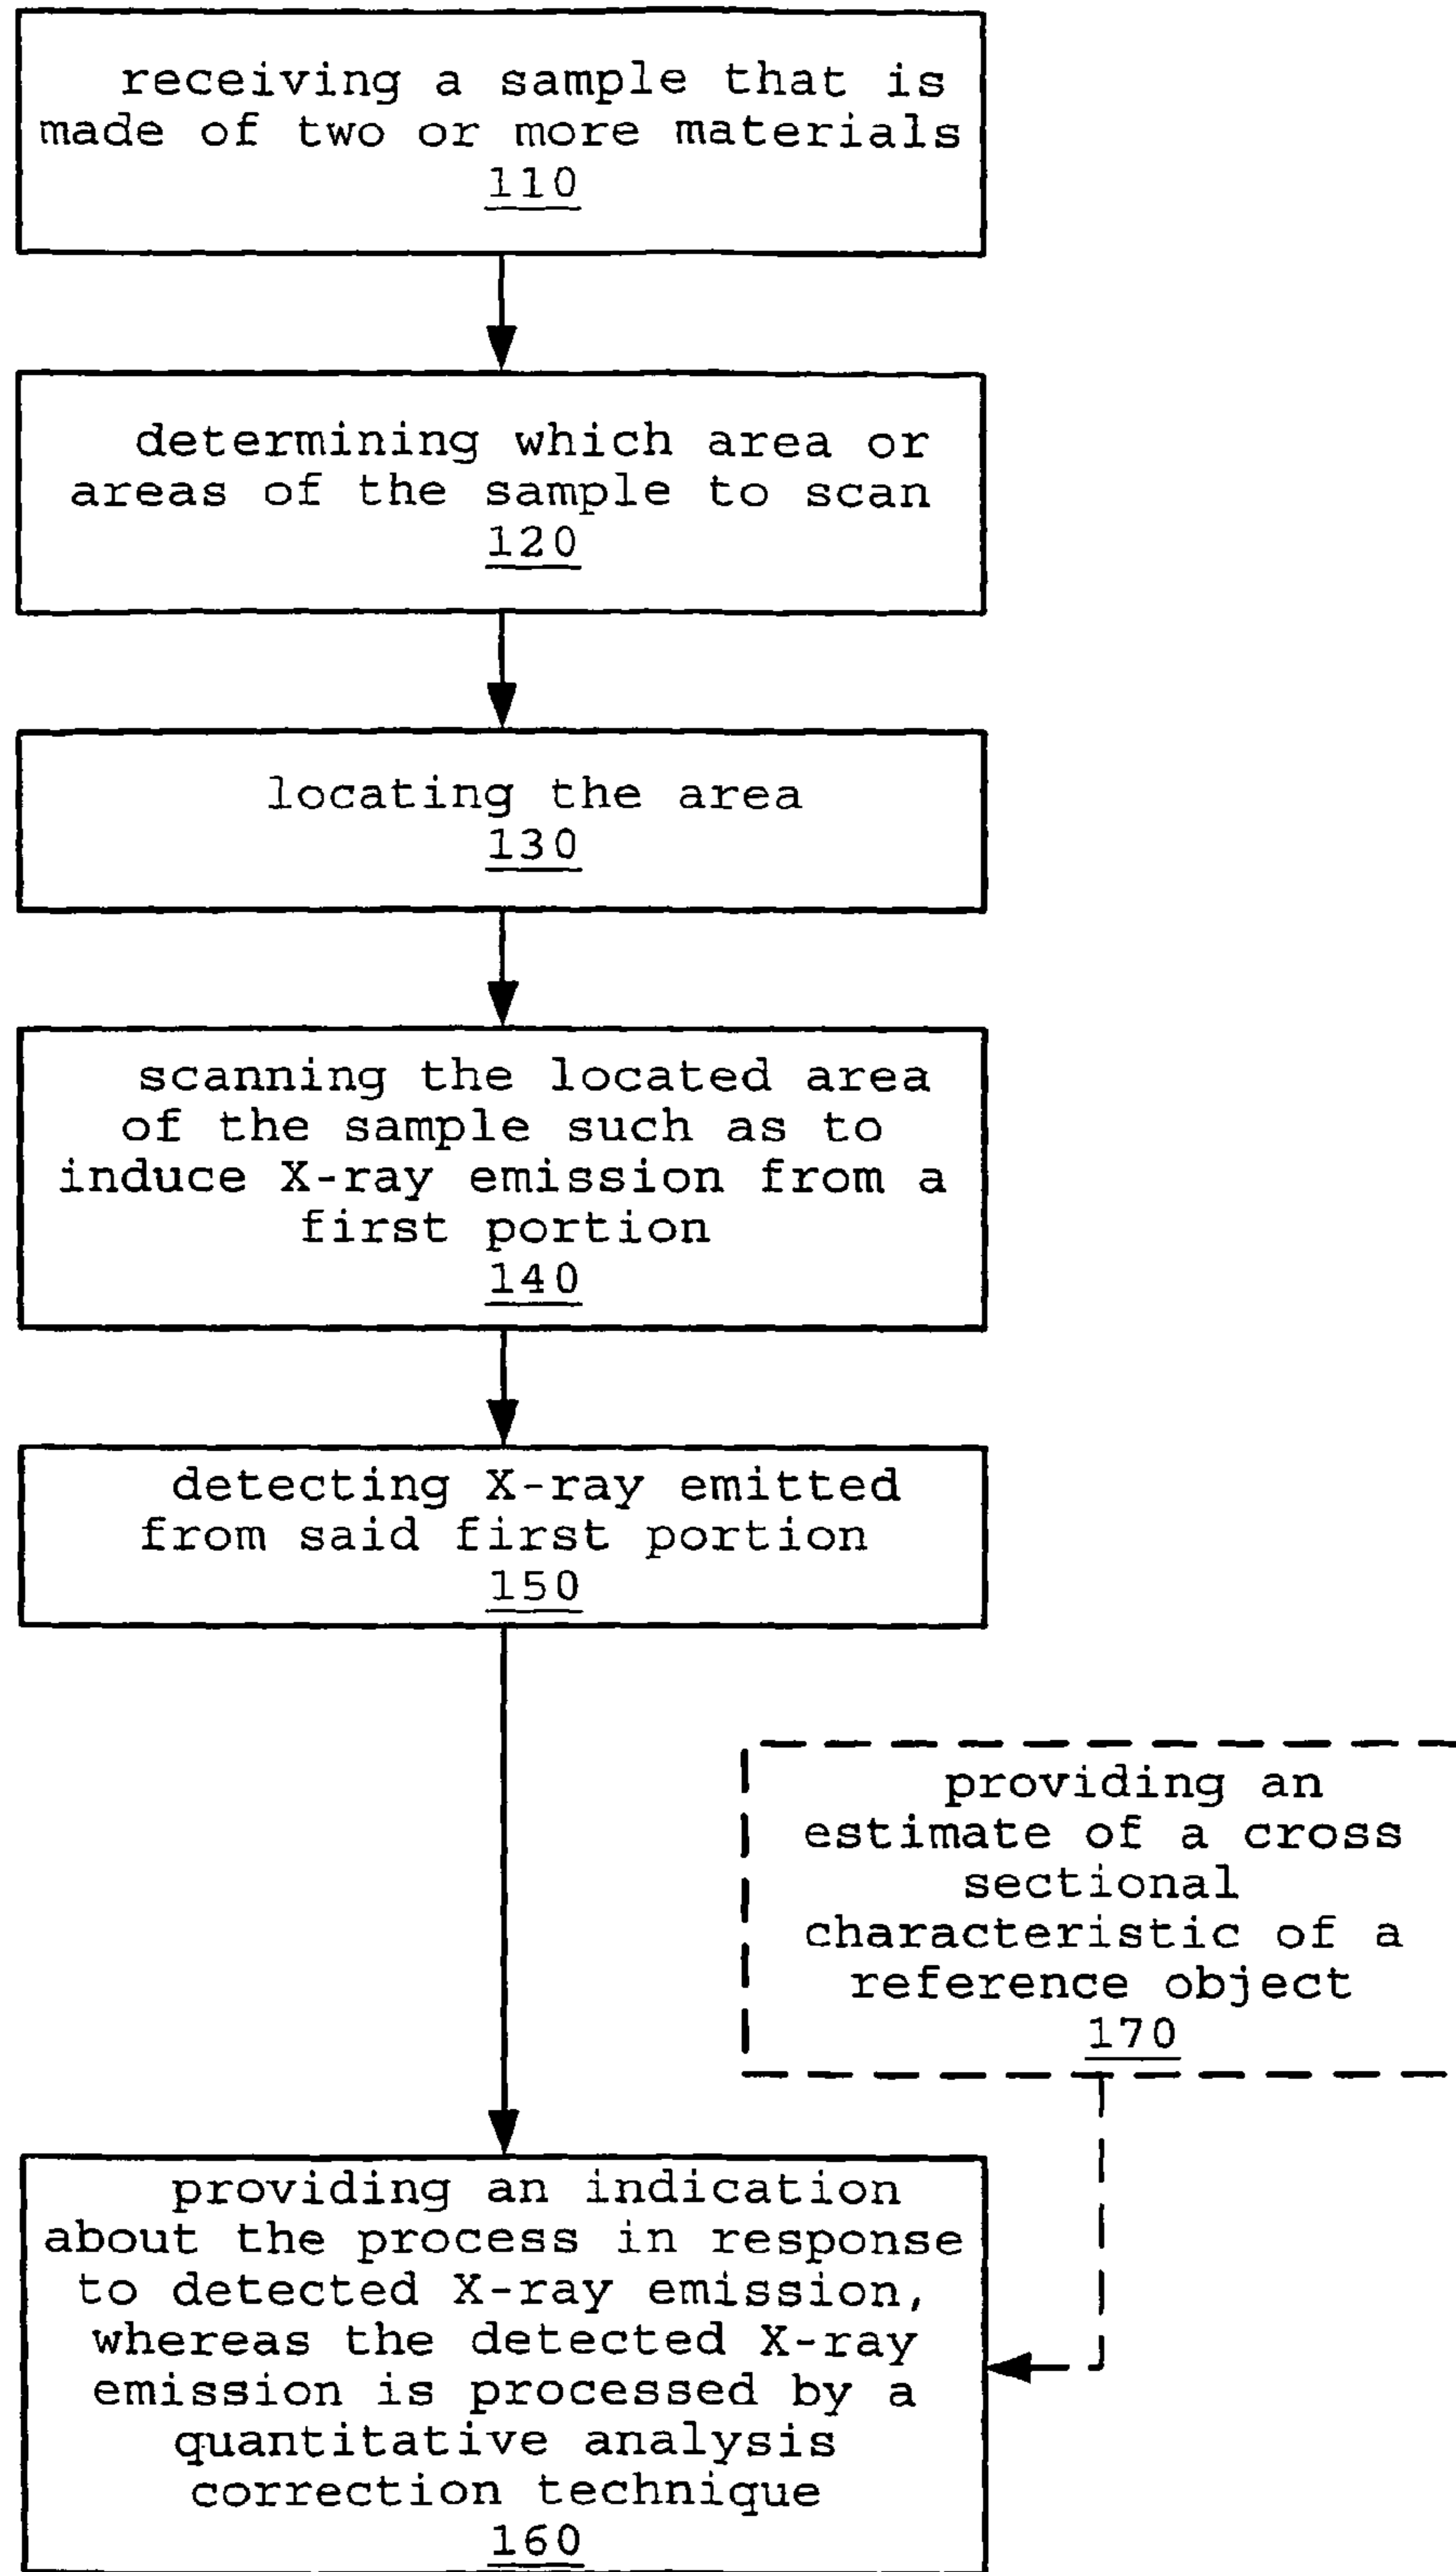 receiving a sample that is
made of two or more materials
110
determining which area or
areas of the sample to scan
120
locating the area
130
scanning the located area
of the sample such as to
induce X-ray emission from a
first portion
140
detecting X-ray emitted
from said first portion
150
providing an
estimate of a cross
sectional
characteristic of a
reference object
170
providing an indication
about the process in response
to detected X-ray emission,
whereas the detected X-ray
emission is processed by a
quantitative analysis
correction technique
160